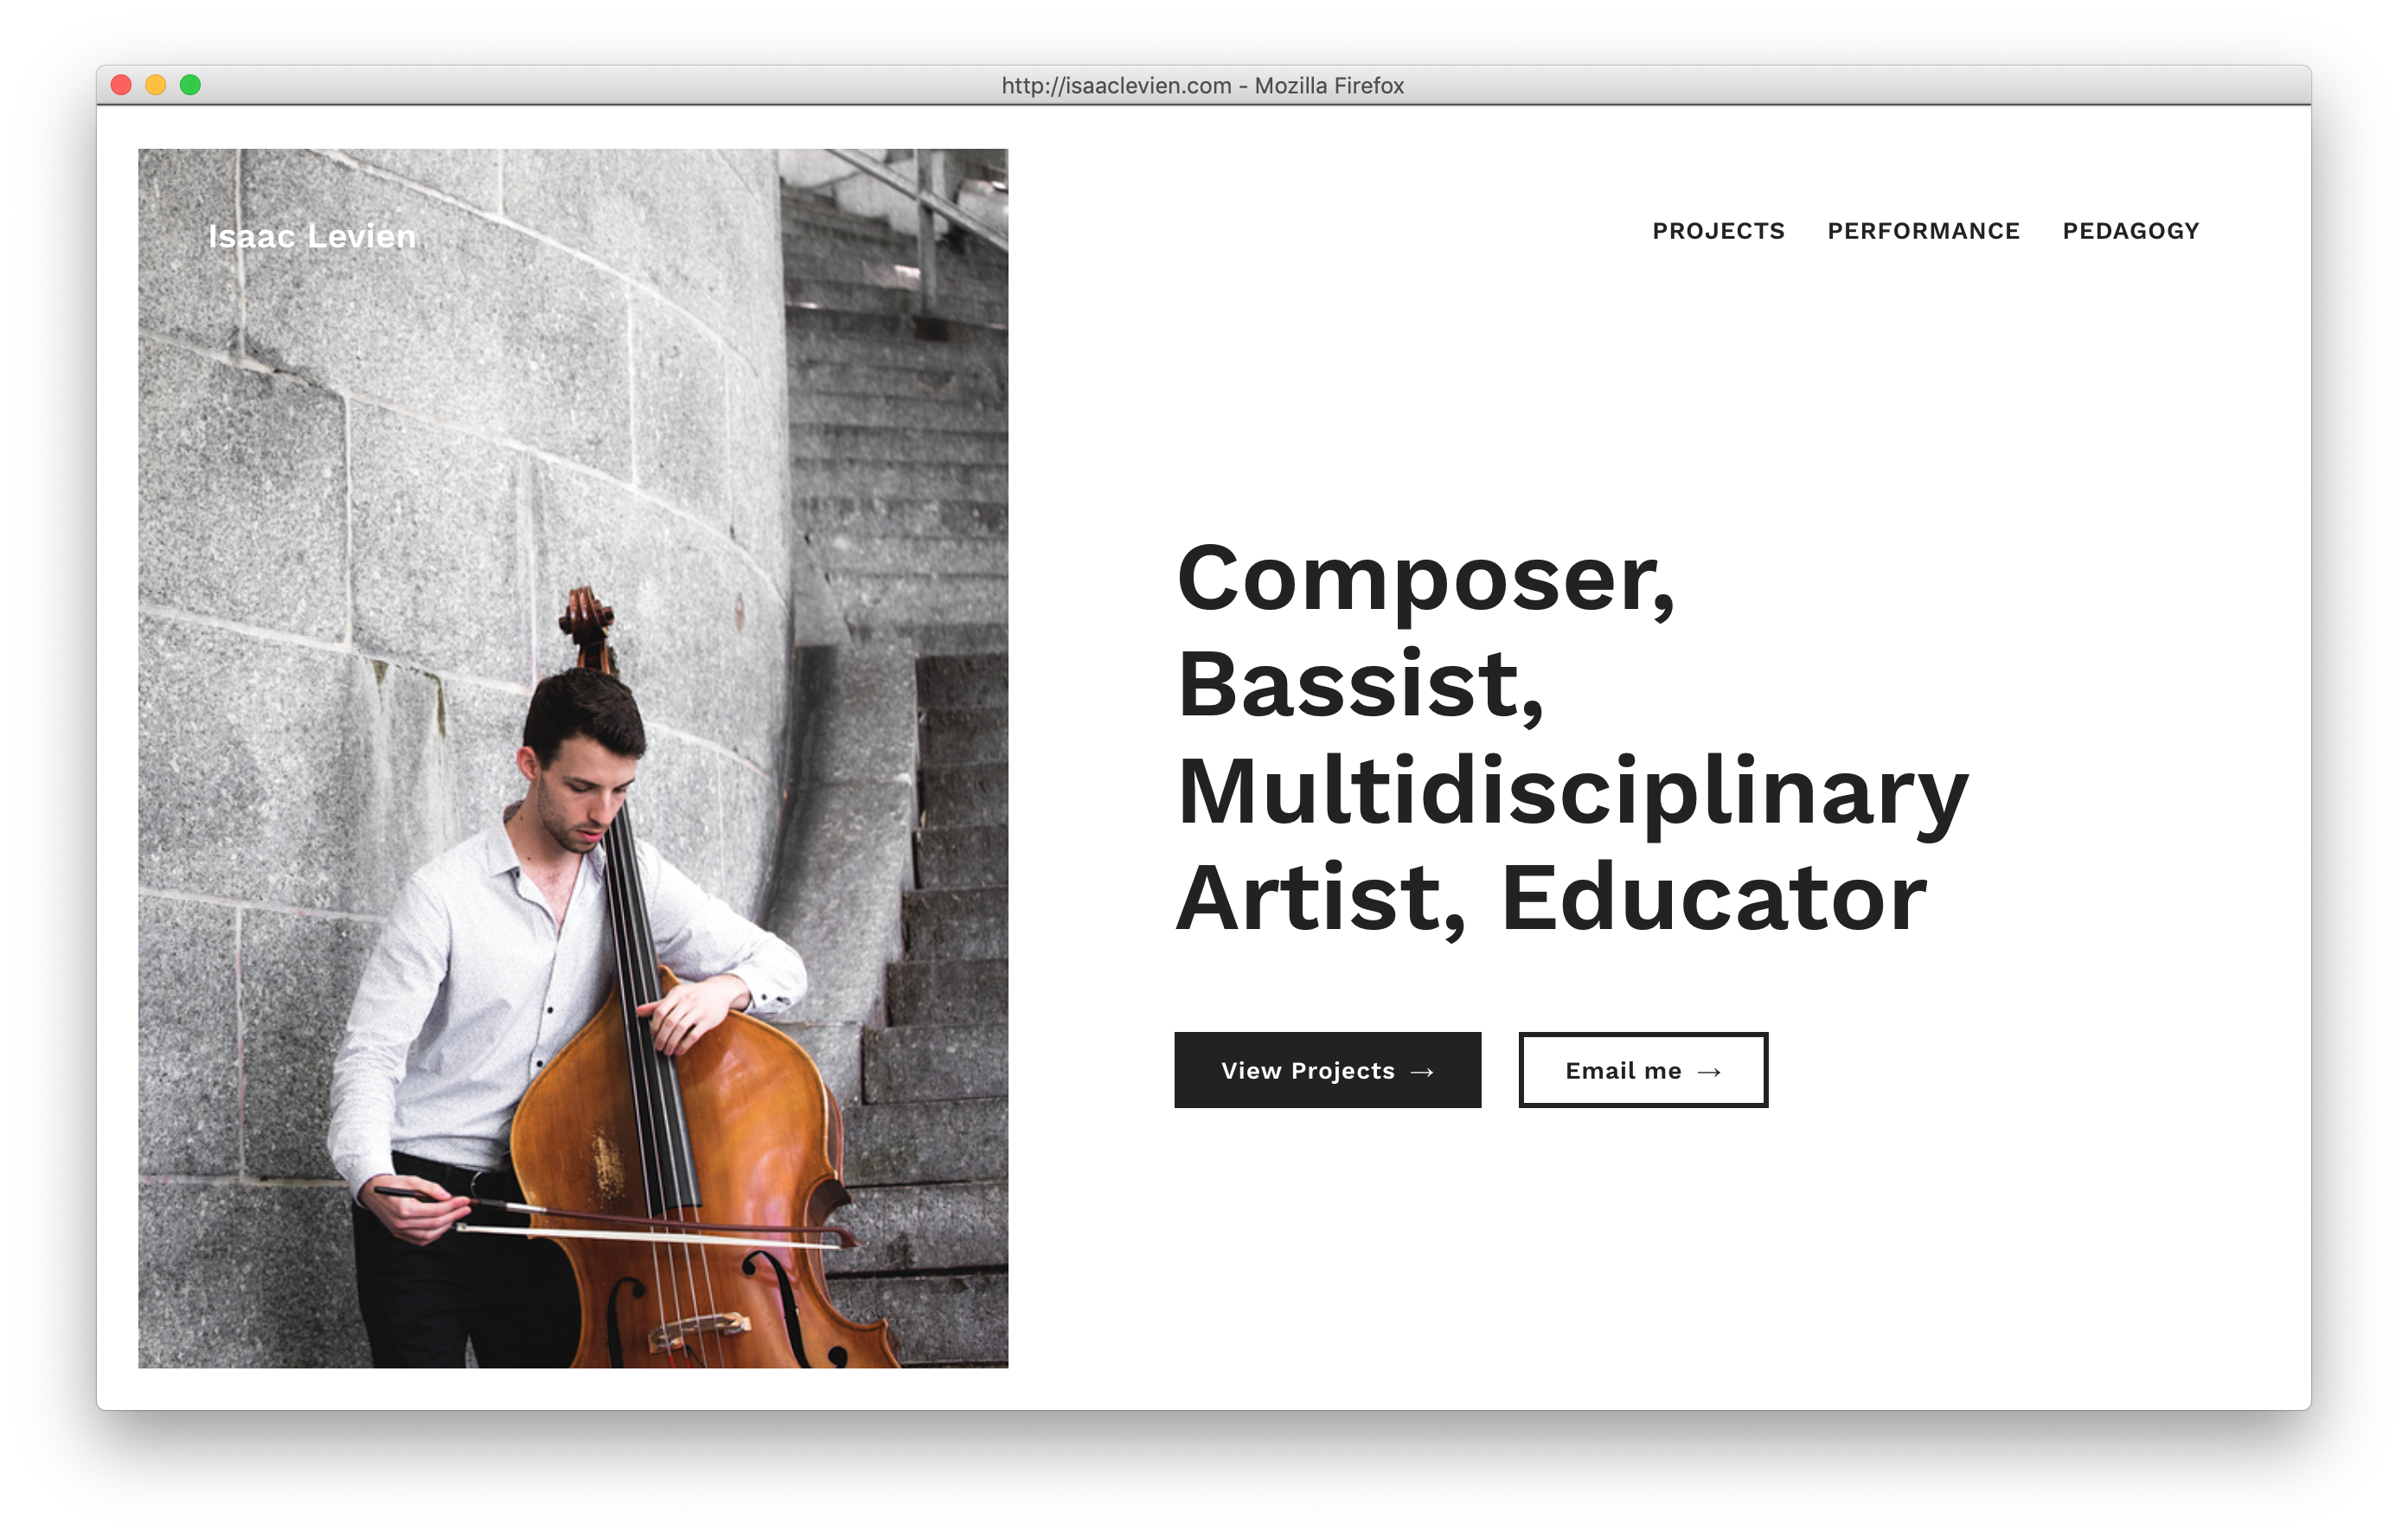 http://isaaclevien.com - Mozilla Firefox
Isaac Levien
PROJECTS PERFORMANCE PEDAGOGY
Composer,
Bassist,
Multidisciplinary
Artist, Educator
View Projects → Email me →